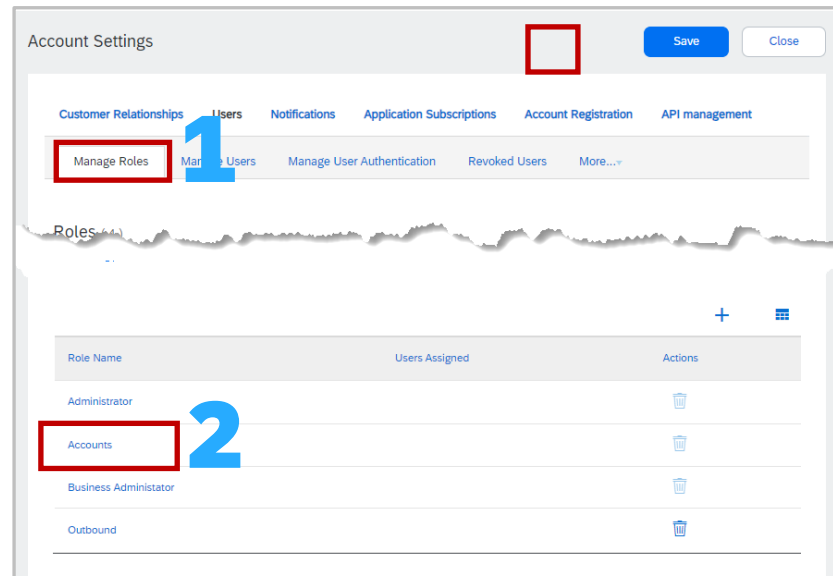 Account Settings
Save
Close
Customer Relationships
Users
Notifications
Application Subscriptions
Account Registration
API management
1
Manage Roles
Manage Users
Manage User Authentication
Revoked Users
More...
Roles
+
Role Name
Users Assigned
Actions
Administrator
2
Accounts
Business Administator
Outbound